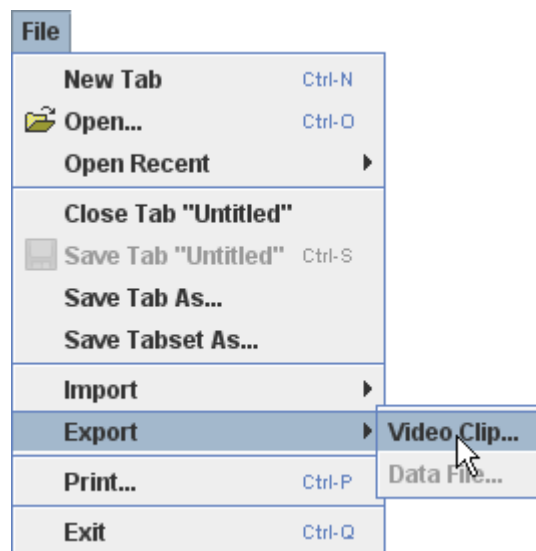 File
New Tab Ctrl-N
Open... Ctrl-O
Open Recent
Close Tab "Untitled"
Save Tab "Untitled" Ctrl-S
Save Tab As...
Save Tabset As...
Import
Export
Video Clip...
Data File...
Print... Ctrl-P
Exit Ctrl-Q